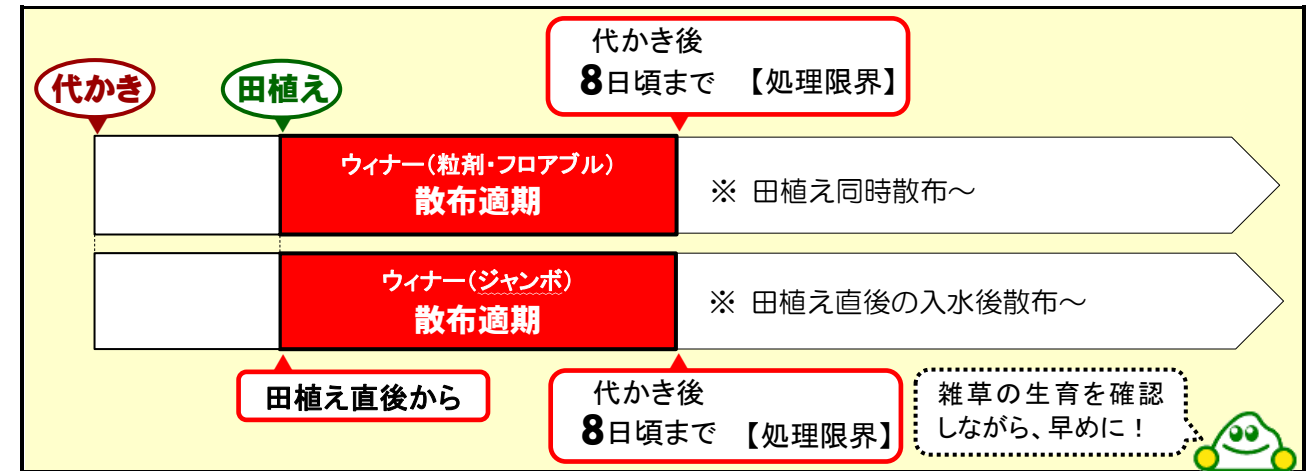 代かき後
8日頃まで 【処理限界】
代かき
田植え
ウィナー(粒剤・フロアブル)
散布適期
※ 田植え同時散布～
ウィナー(ジャンボ)
散布適期
※ 田植え直後の入水後散布～
田植え直後から
代かき後
8日頃まで 【処理限界】
雑草の生育を確認
しながら、早めに！